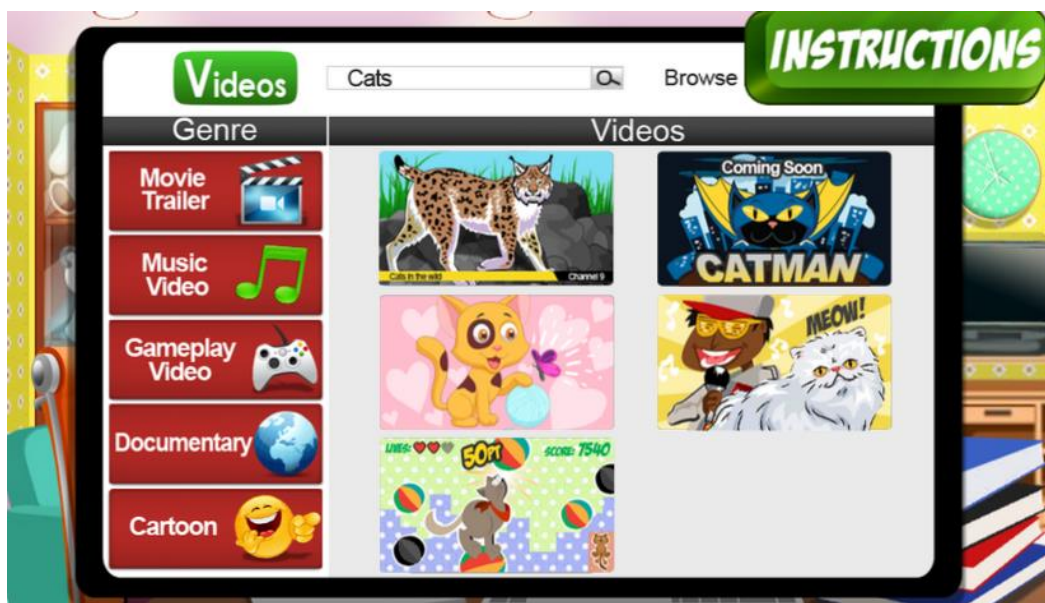 INSTRUCTIONS
Videos
Cats
Browse
Genre
Videos
Movie
Trailer
Music
Video
Gameplay
Video
Documentary
Cartoon
Cats in the wild
Channel 9
Coming Soon
CATMAN
MEOW!
LIVES:
50PT
SCORE: 7540